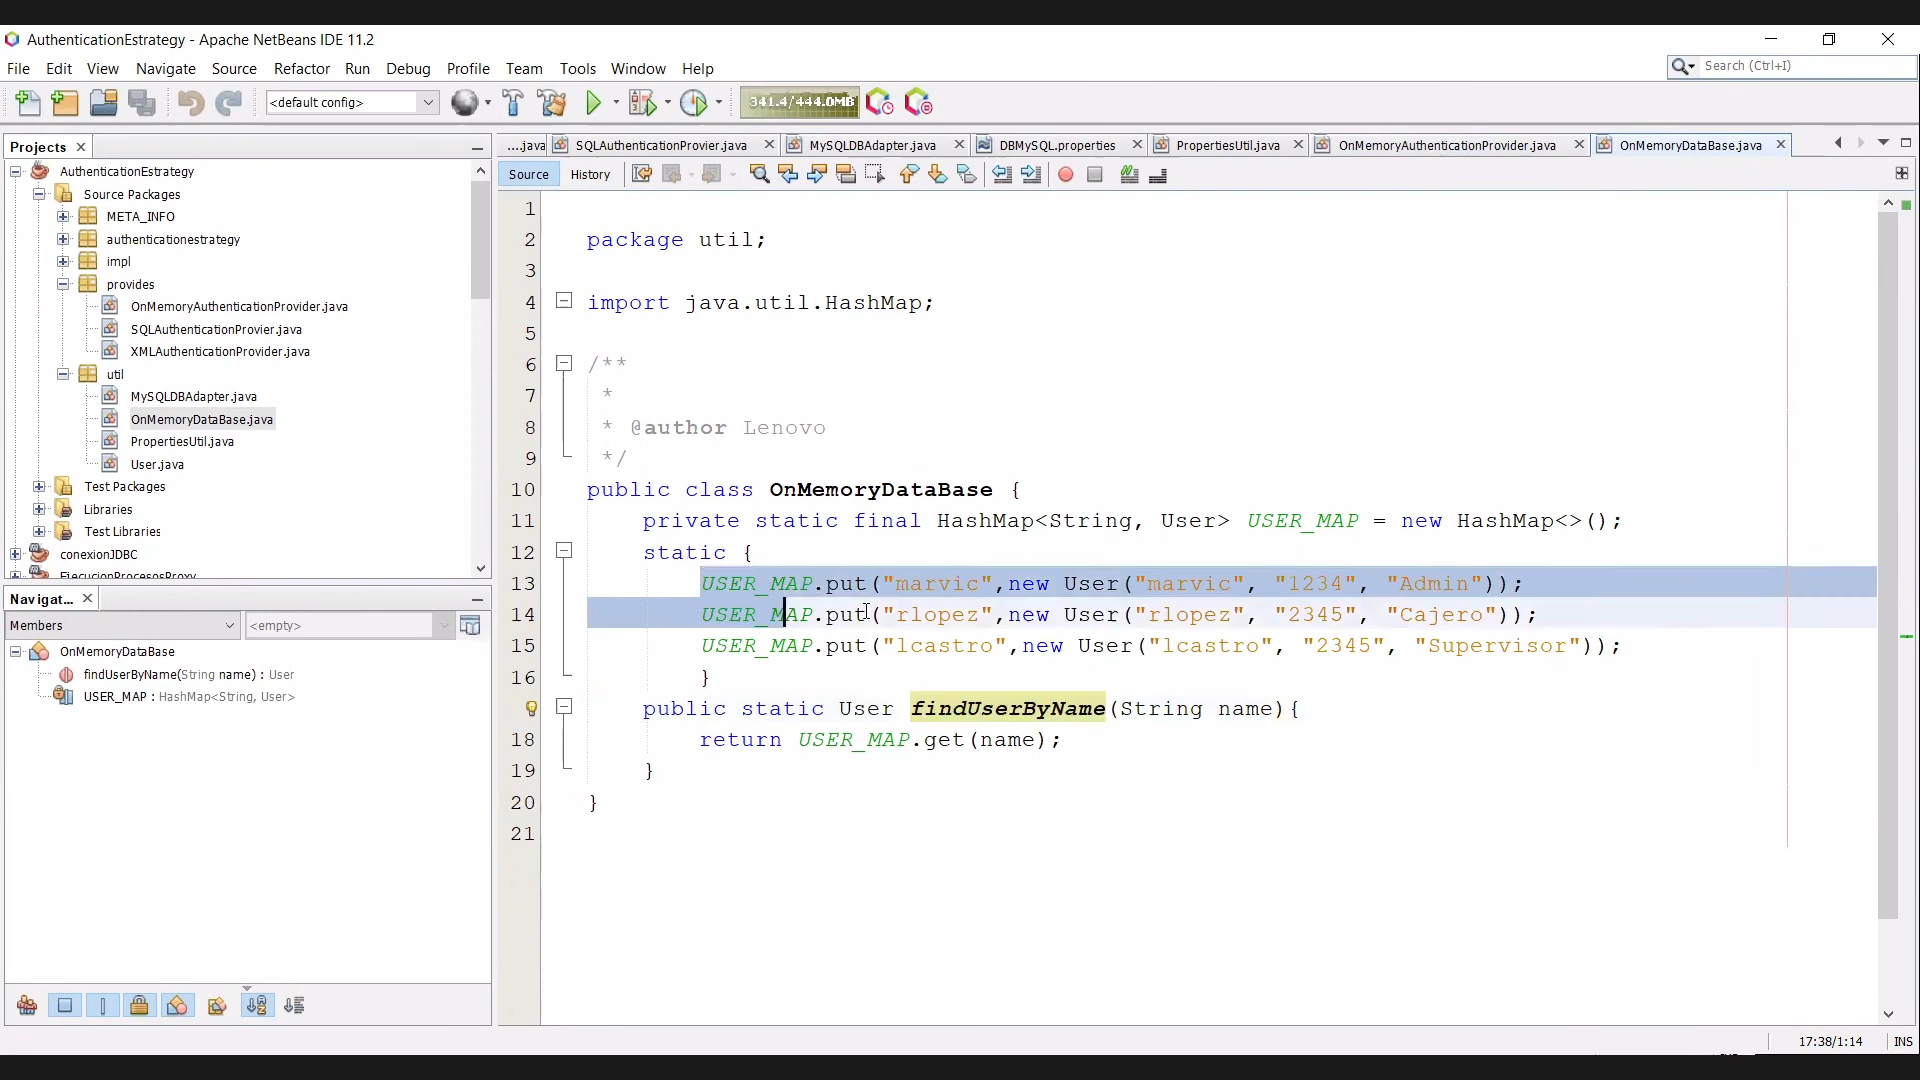 AuthenticationEstrategy - Apache NetBeans IDE 11.2
File Edit View Navigate Source Refactor Run Debug Profile Team Tools Window Help
Search (Ctrl+I)
<default config>
341.4/444.0MB
Projects
AuthenticationEstrategy
Source Packages
META_INFO
authenticationestrategy
impl
provides
OnMemoryAuthenticationProvider.java
SQLAuthenticationProvier.java
XMLAuthenticationProvider.java
util
MySQLDBAdapter.java
OnMemoryDataBase.java
PropertiesUtil.java
User.java
Test Packages
Libraries
Test Libraries
conexionJDBC
EjecucionProcesosProxy
Navigat...
Members
<empty>
OnMemoryDataBase
findUserByName(String name) : User
USER_MAP : HashMap<String, User>
....java SQLAuthenticationProvier.java MySQLDBAdapter.java DBMySQL.properties PropertiesUtil.java OnMemoryAuthenticationProvider.java OnMemoryDataBase.java
Source History
1
2 package util;
3
4 import java.util.HashMap;
5
6 /**
7 *
8 * @author Lenovo
9 */
10 public class OnMemoryDataBase {
11 private static final HashMap<String, User> USER_MAP = new HashMap<>();
12 static {
13 USER_MAP.put("marvic",new User("marvic", "1234", "Admin"));
14 USER_MAP.put("rlopez",new User("rlopez", "2345", "Cajero"));
15 USER_MAP.put("lcastro",new User("lcastro", "2345", "Supervisor"));
16 }
public static User findUserByName(String name){
18 return USER_MAP.get(name);
19 }
20 }
21
17:38/1:14 INS